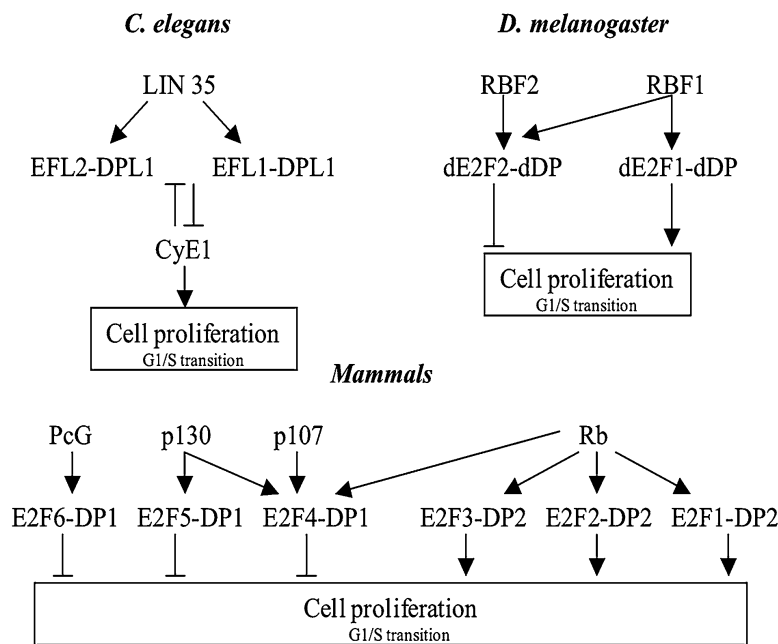 C. elegans
LIN 35
EFL2-DPL1 EFL1-DPL1
CyE1
Cell proliferation
G1/S transition
D. melanogaster
RBF2 RBF1
dE2F2-dDP dE2F1-dDP
Cell proliferation
G1/S transition
Mammals
PcG p130 p107 Rb
E2F6-DP1 E2F5-DP1 E2F4-DP1 E2F3-DP2 E2F2-DP2 E2F1-DP2
Cell proliferation
G1/S transition